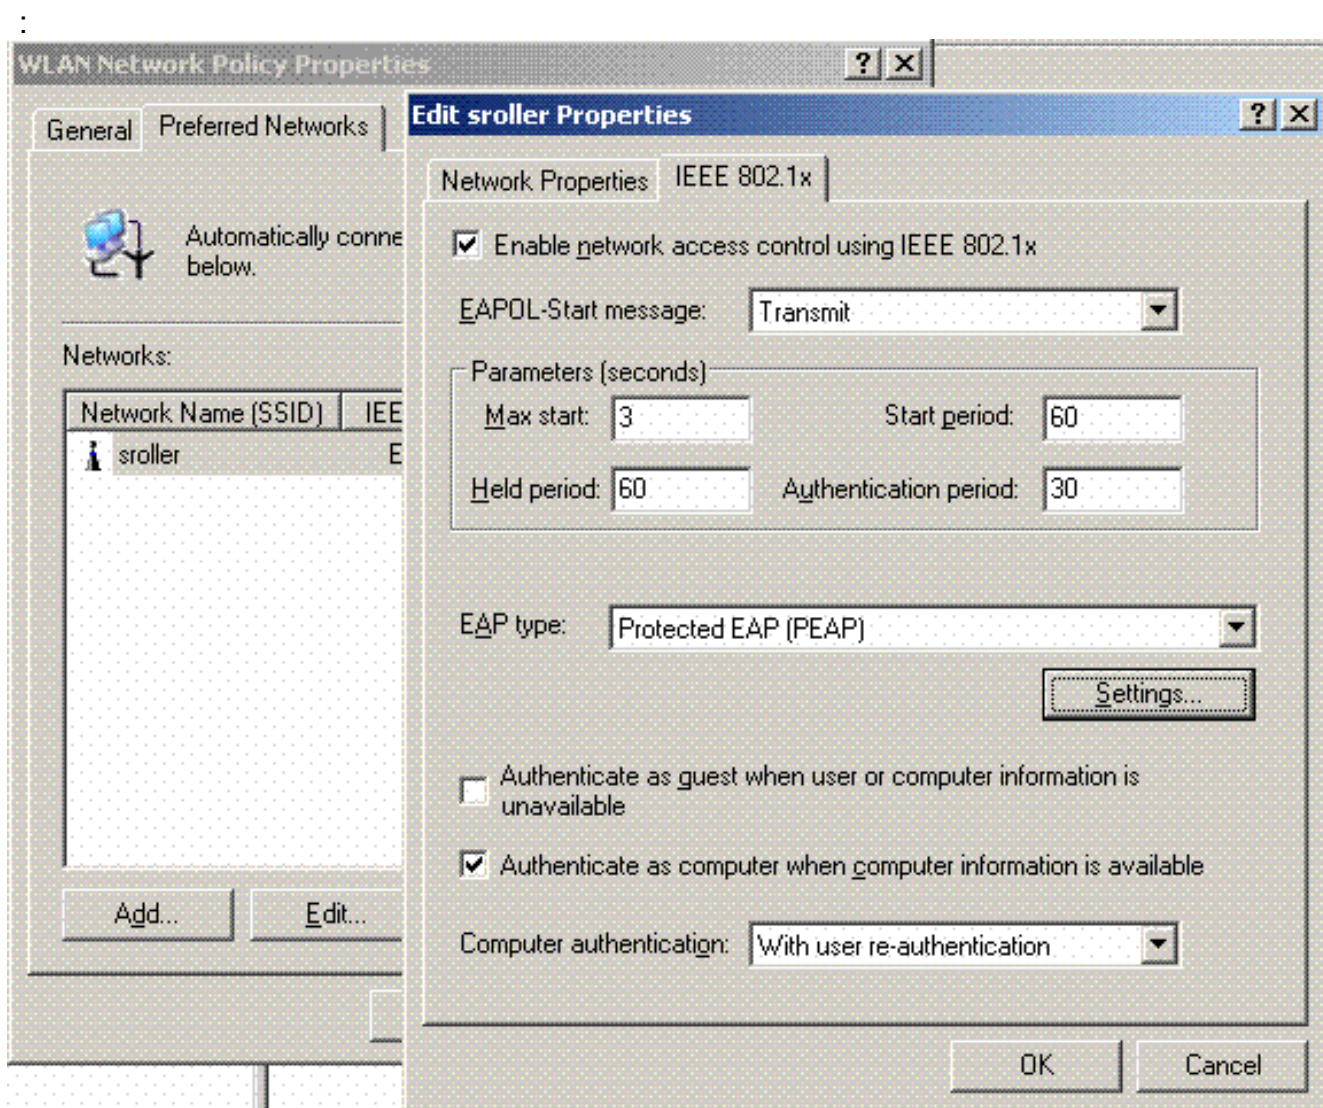 :
WLAN Network Policy Properties
General
Preferred Networks
Automatically conne
below.
Networks:
Network Name (SSID)
IEE
sroller
E
Add...
Edit...
Edit sroller Properties
Network Properties
IEEE 802.1x
Enable network access control using IEEE 802.1x
EAPOL-Start message:
Transmit
Parameters (seconds)
Max start:
3
Start period:
60
Held period:
60
Authentication period:
30
EAP type:
Protected EAP (PEAP)
Settings...
Authenticate as guest when user or computer information is
unavailable
Authenticate as computer when computer information is available
Computer authentication:
With user re-authentication
OK
Cancel